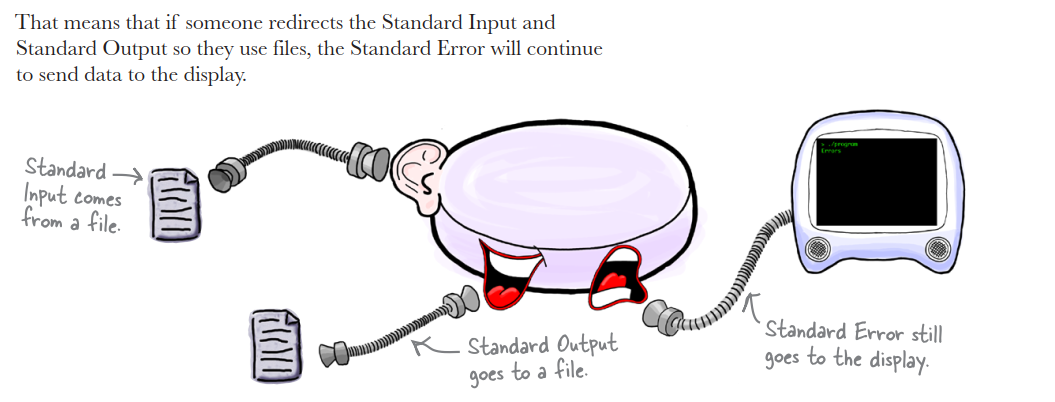 That means that if someone redirects the Standard Input and
Standard Output so they use files, the Standard Error will continue
to send data to the display.
> ./program
Errors
Standard
Input comes
from a file.
Standard Output
goes to a file.
Standard Error still
goes to the display.